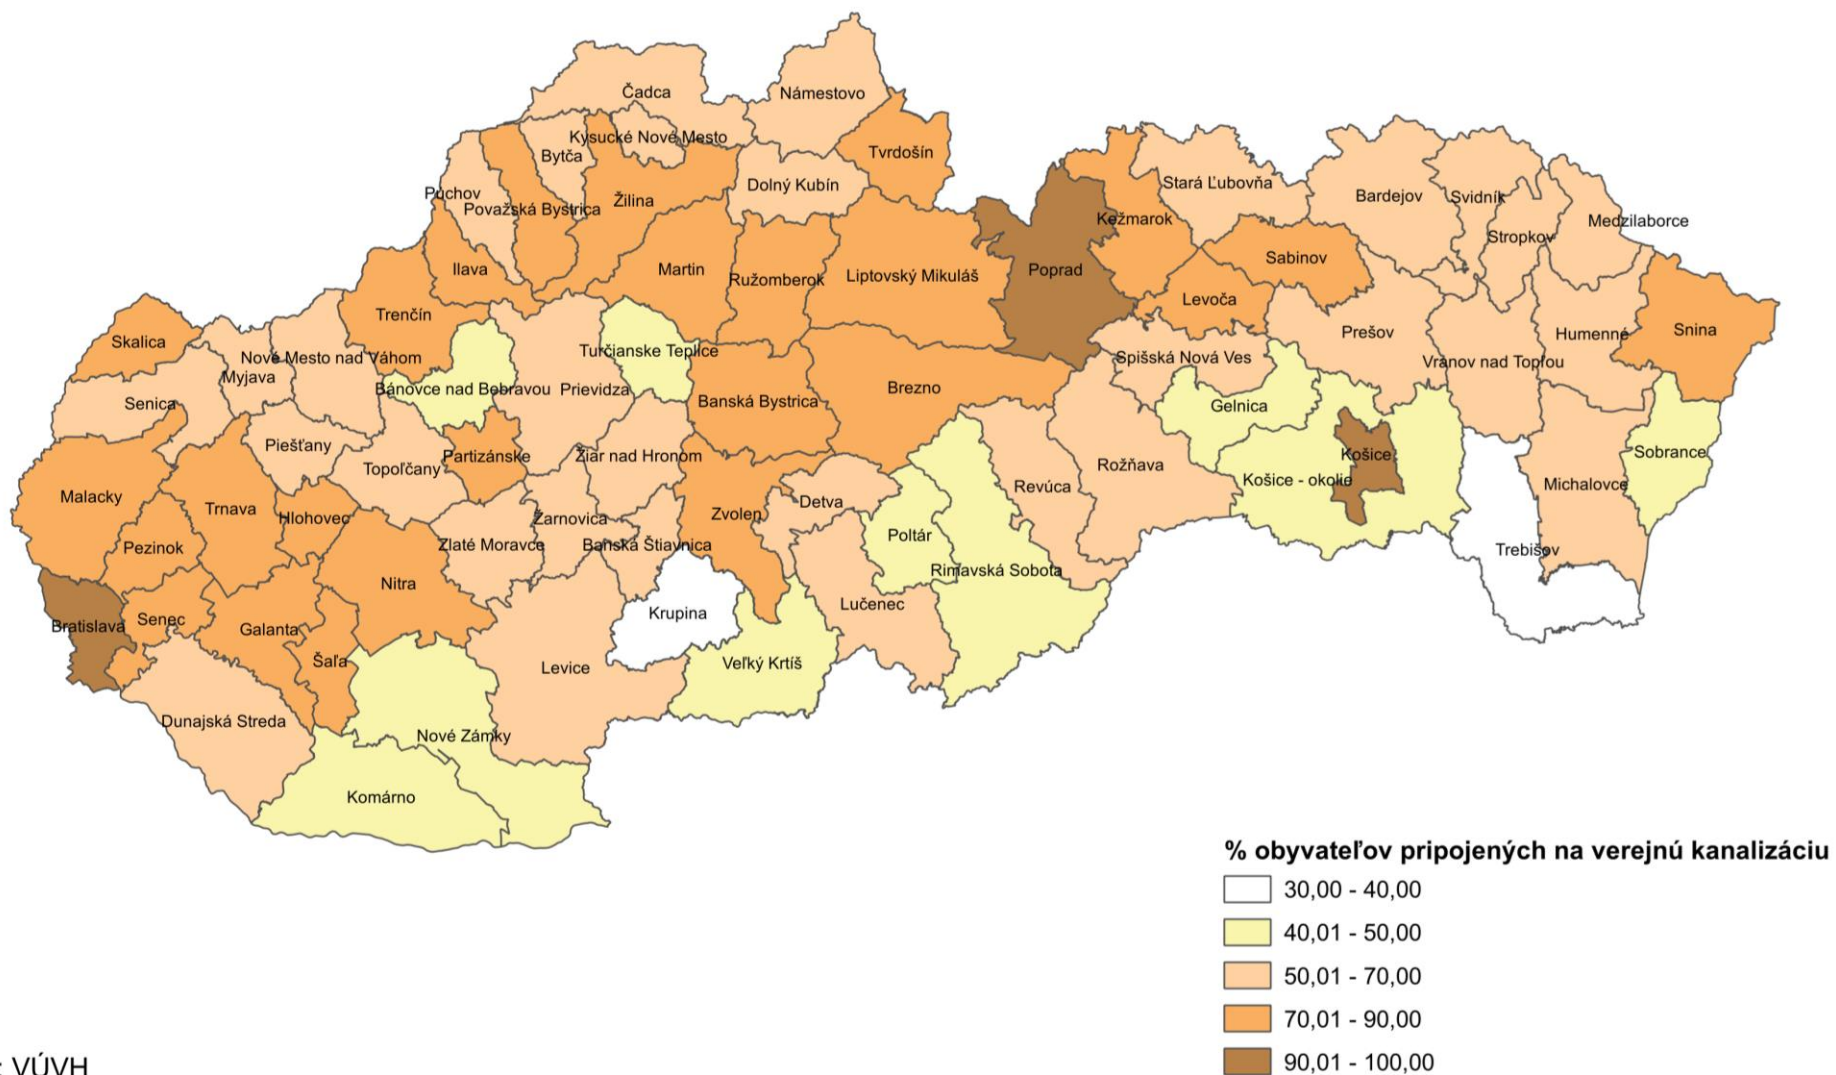 Čadca
Námestovo
Kysucké Nové Mesto
Tvrdošín
Bytča
Dolný Kubín
Stará Ľubovňa
Púchov
Bardejov
Svidník
Považská Bystrica
Žilina
Kežmarok
Medzilaborce
Stropkov
Ilava
Martin
Ružomberok
Liptovský Mikuláš
Poprad
Sabinov
Levoča
Trenčín
Skalica
Prešov
Humenné
Snina
Nové Mesto nad Váhom
Turčianske Teplice
Spišská Nová Ves
Vranov nad Topľou
Myjava
Bánovce nad Bebravou
Prievidza
Brezno
Senica
Banská Bystrica
Gelnica
Piešťany
Partizánske
Žiar nad Hronom
Košice
Sobrance
Topoľčany
Rožňava
Malacky
Košice - okolie
Michalovce
Revúca
Trnava
Detva
Hlohovec
Žarnovica
Zvolen
Pezinok
Zlaté Moravce
Banská Štiavnica
Poltár
Trebišov
Rimavská Sobota
Nitra
Lučenec
Krupina
Senec
Bratislava
Galanta
Šaľa
Levice
Veľký Krtíš
Dunajská Streda
Nové Zámky
Komárno
% obyvateľov pripojených na verejnú kanalizáciu
30,00 - 40,00
40,01 - 50,00
50,01 - 70,00
70,01 - 90,00
90,01 - 100,00
: VÚVH